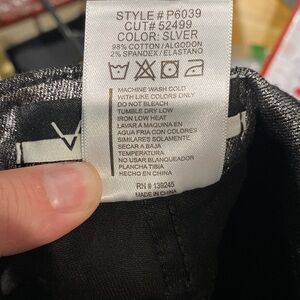 STYLE # P6039
CUT# 52499
COLOR: SLVER
98% COTTON / ALGODON
2% SPANDEX / ELASTANO
MACHINE WASH COLD
WITH LIKE COLORS ONLY
DO NOT BLEACH
TUMBLE DRY LOW
IRON LOW HEAT
LAVAR A MAQUINA EN
AGUA FRIA CON COLORES
SIMILARES SOLAMENTE
SECAR A BAJA
TEMPERATURA
NO USAR BLANQUEADOR
PLANCHA TIBIA
HECHO EN CHINA
RN # 139245
MADE IN CHINA